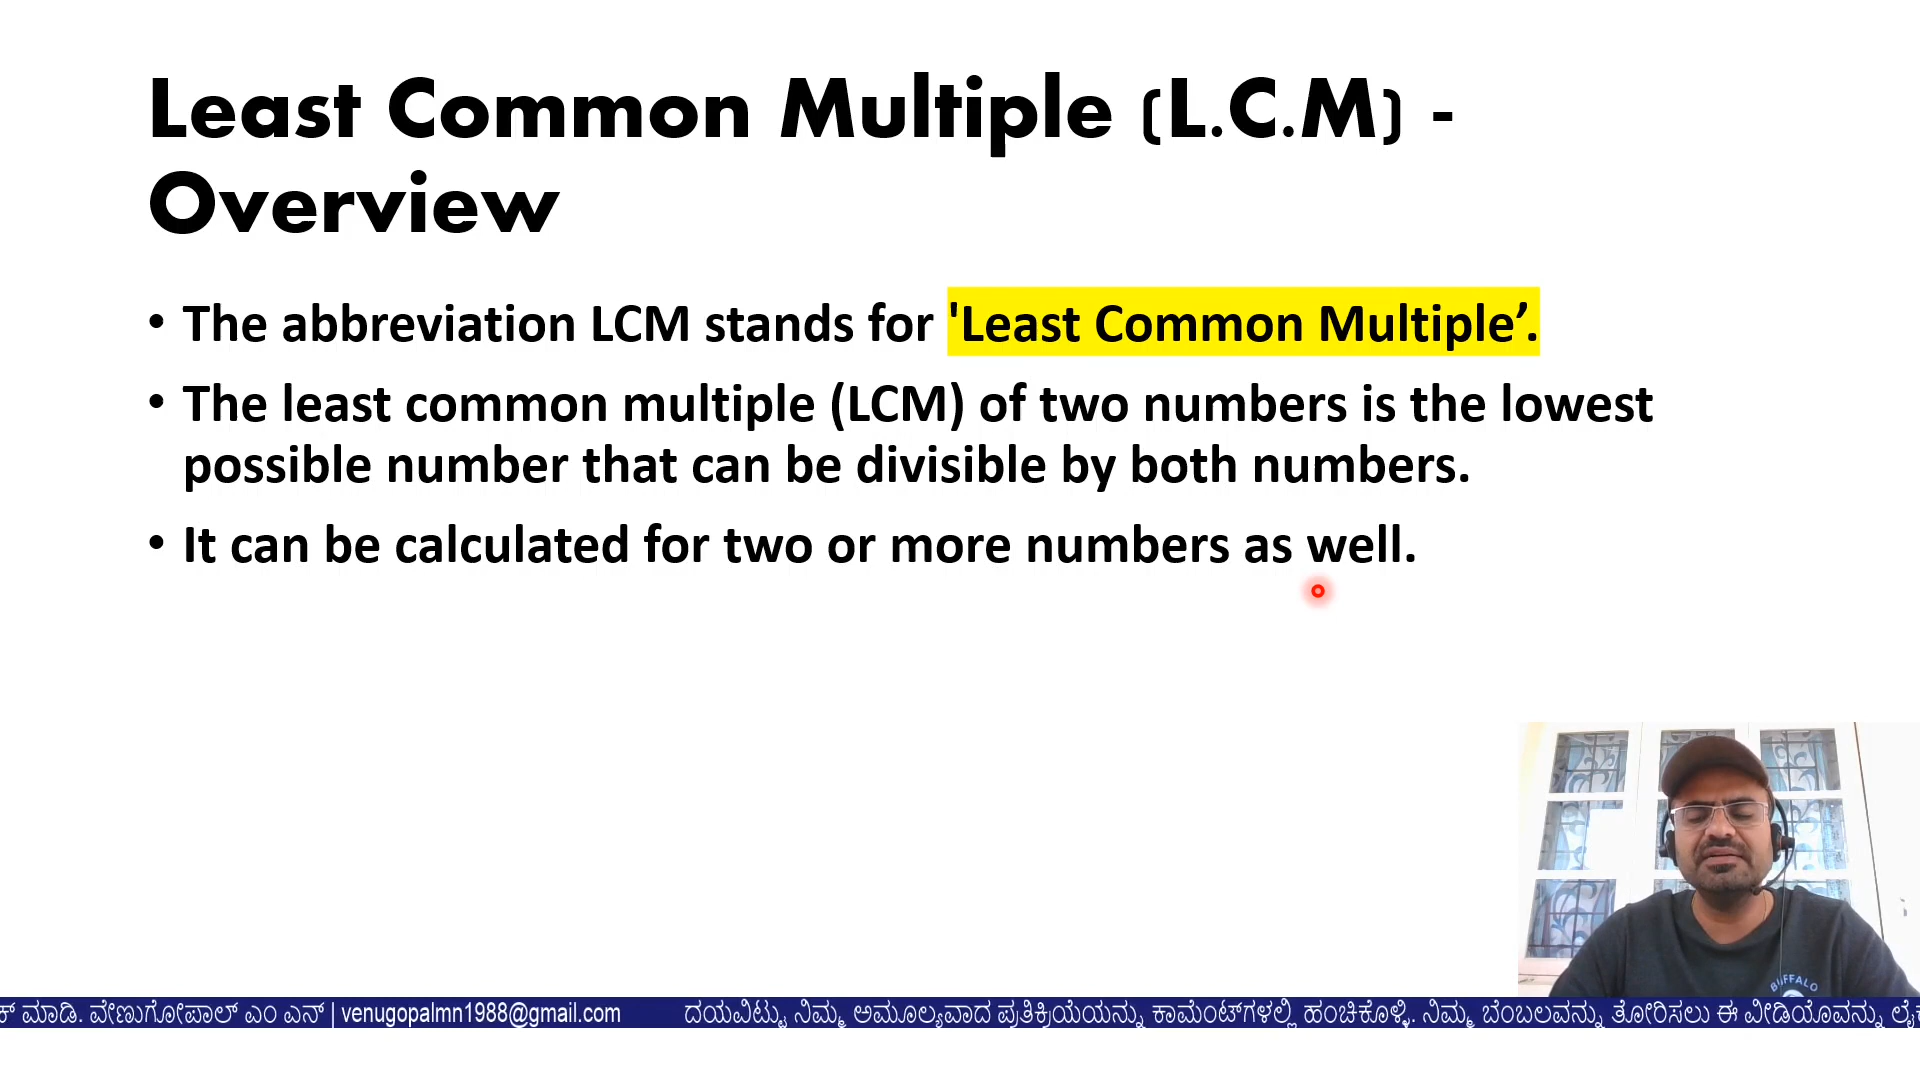 Least Common Multiple (L.C.M) -
Overview
• The abbreviation LCM stands for 'Least Common Multiple’.
• The least common multiple (LCM) of two numbers is the lowest
possible number that can be divisible by both numbers.
• It can be calculated for two or more numbers as well.
BUFFALO
ಕ್ ಮಾಡಿ. ವೇಣುಗೋಪಾಲ್ ಎಂ ಎನ್ | venugopalmn1988@gmail.com ದಯವಿಟ್ಟು ನಿಮ್ಮ ಅಮೂಲ್ಯವಾದ ಪ್ರತಿಕ್ರಿಯೆಯನ್ನು ಕಾಮೆಂಟ್‌ಗಳಲ್ಲಿ ಹಂಚಿಕೊಳ್ಳಿ. ನಿಮ್ಮ ಬೆಂಬಲವನ್ನು ತೋರಿಸಲು ಈ ವೀಡಿಯೊವನ್ನು ಲೈಕ